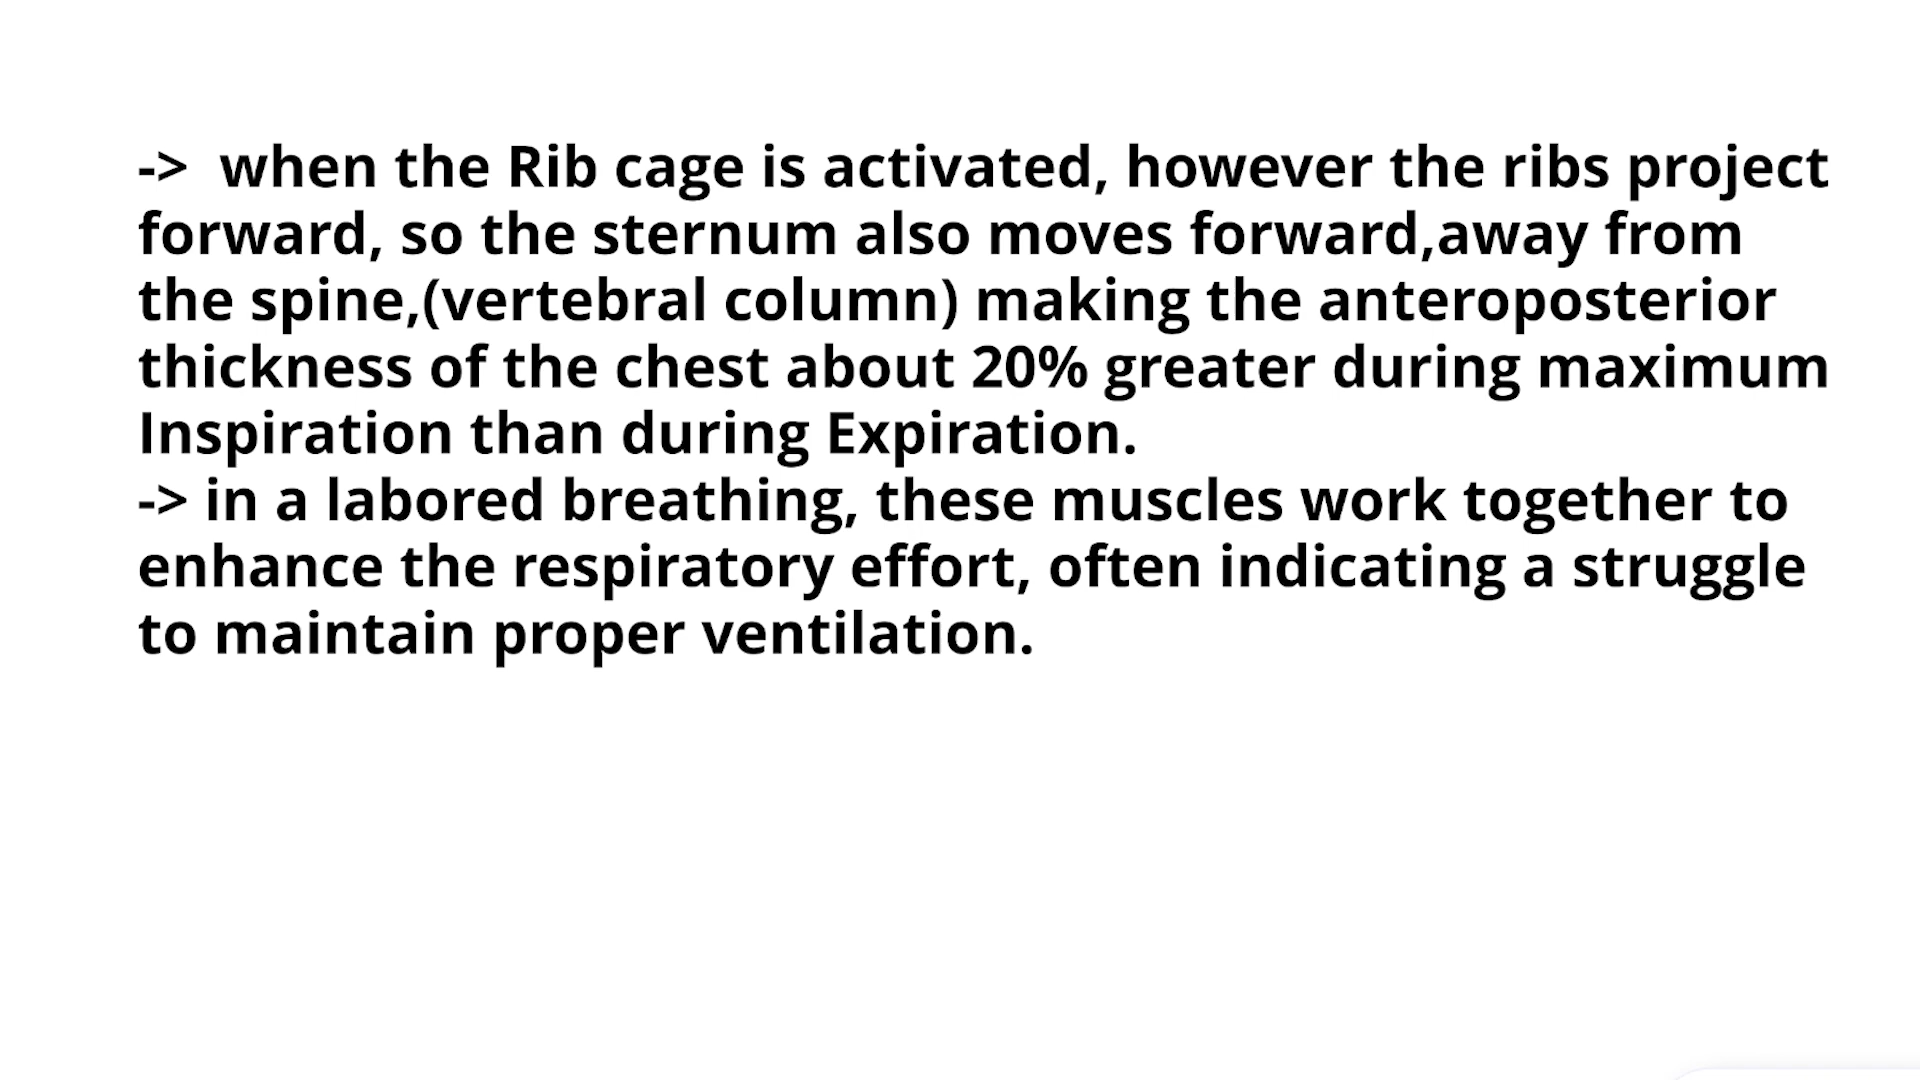 ->  when the Rib cage is activated, however the ribs project
forward, so the sternum also moves forward,away from
the spine,(vertebral column) making the anteroposterior
thickness of the chest about 20% greater during maximum
Inspiration than during Expiration.
-> in a labored breathing, these muscles work together to
enhance the respiratory effort, often indicating a struggle
to maintain proper ventilation.